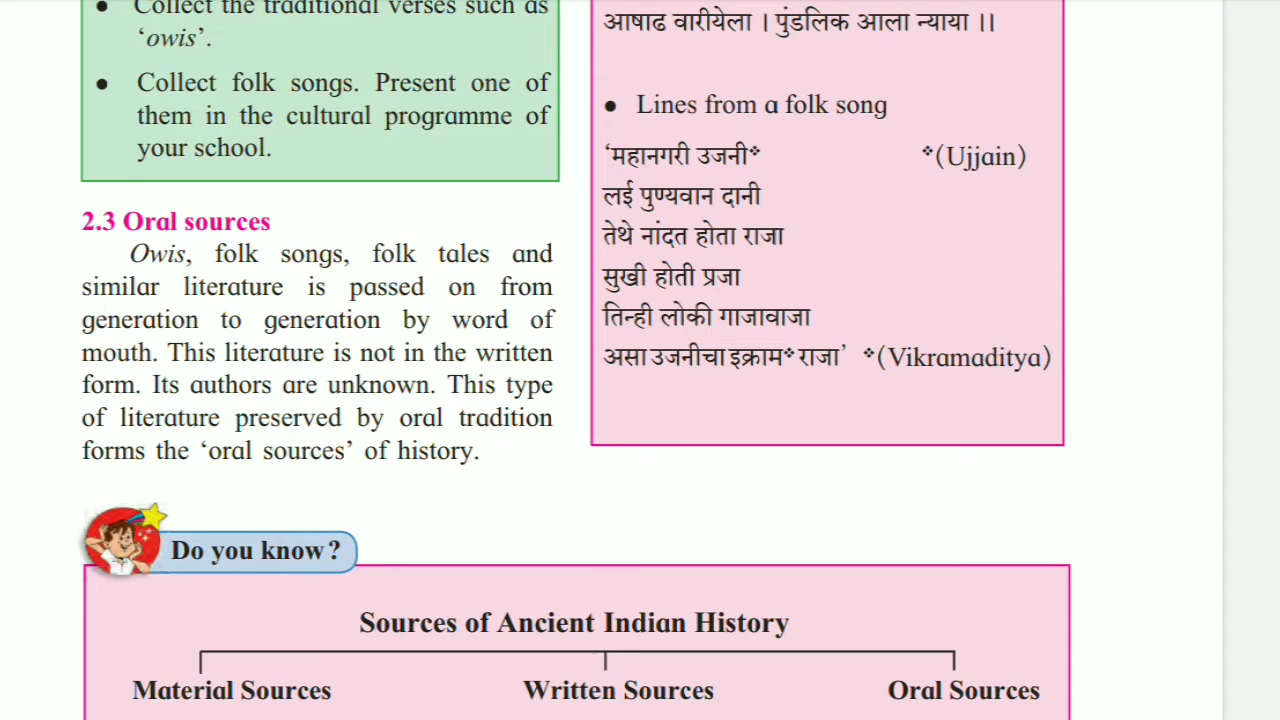 • Collect the traditional verses such as
‘owis’.
• Collect folk songs. Present one of
them in the cultural programme of
your school.
2.3 Oral sources
Owis, folk songs, folk tales and
similar literature is passed on from
generation to generation by word of
mouth. This literature is not in the written
form. Its authors are unknown. This type
of literature preserved by oral tradition
forms the ‘oral sources’ of history.
आषाढ वारीयेला । पुंडलिक आला न्याया ।।
• Lines from a folk song
‘महानगरी उजनी❖ ❖(Ujjain)
लई पुण्यवान दानी
तेथे नांदत होता राजा
सुखी होती प्रजा
तिन्ही लोकी गाजावाजा
असा उजनीचा इक्राम❖ राजा’ ❖(Vikramaditya)
Do you know?
Sources of Ancient Indian History
Material Sources Written Sources Oral Sources